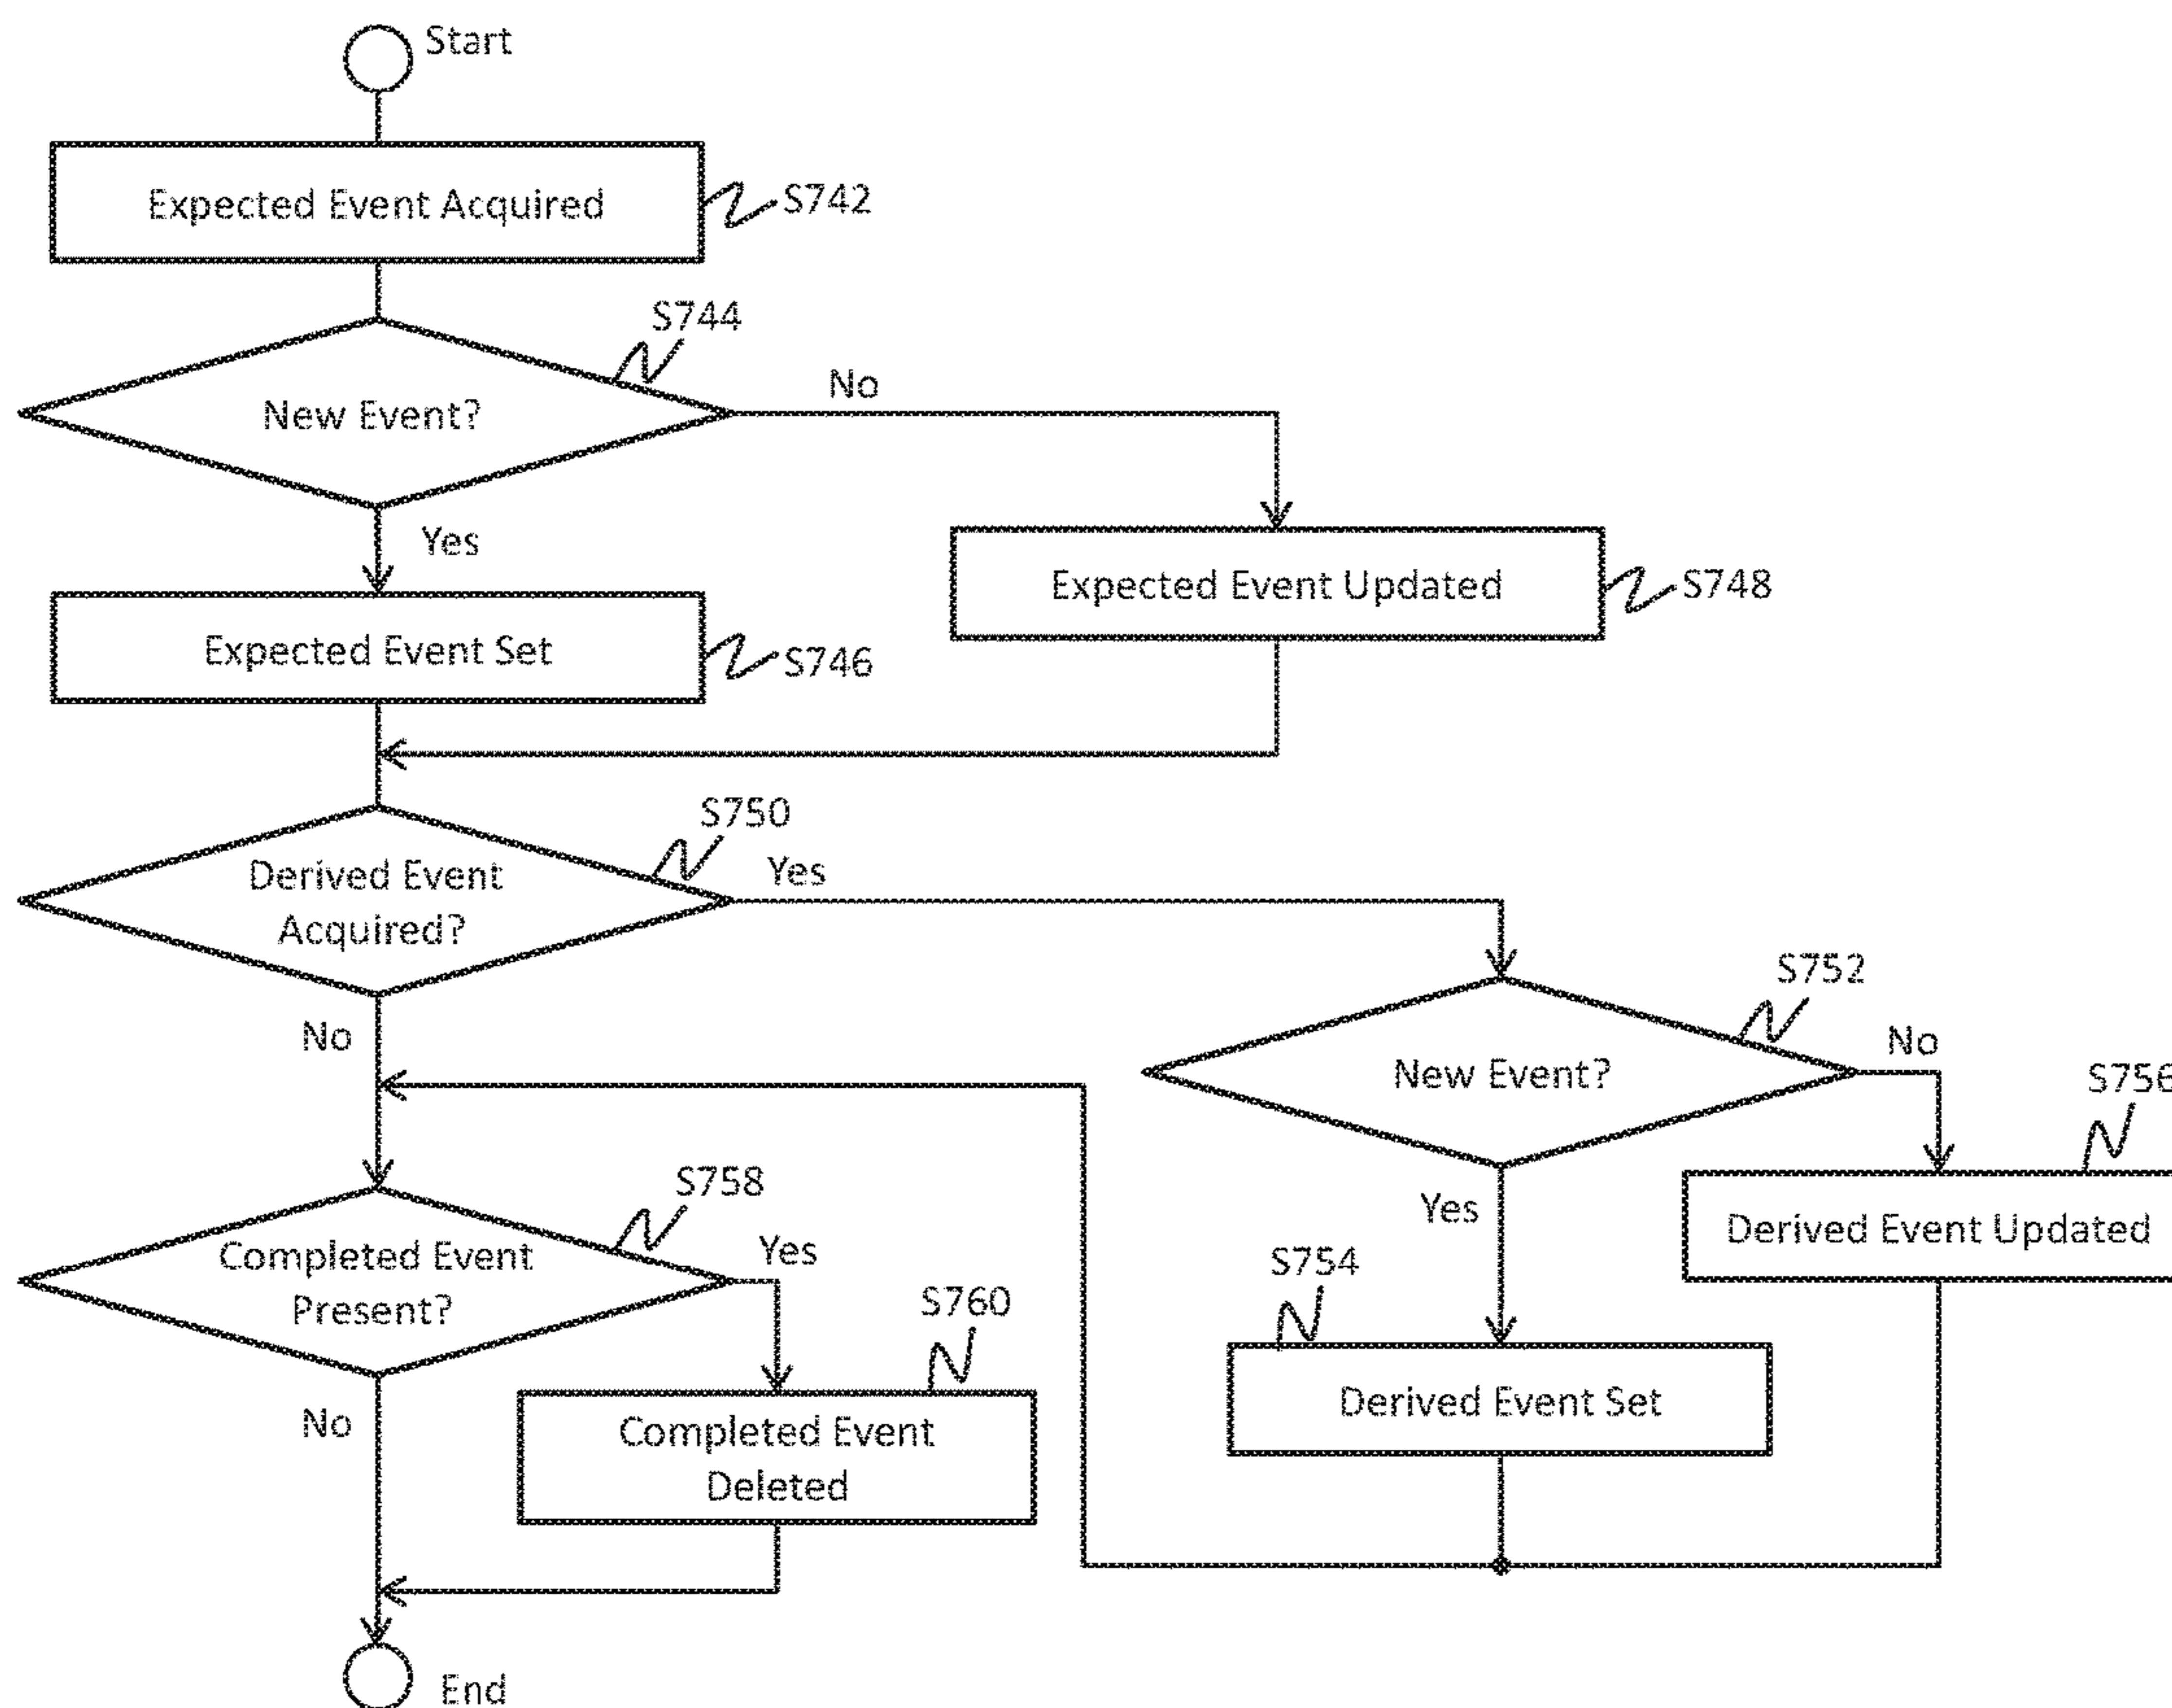 Start
Expected Event Acquired
S742
S744
New Event?
No
Yes
Expected Event Updated
S748
Expected Event Set
S746
S750
Derived Event
Acquired?
Yes
No
S752
New Event?
No
S756
Yes
Derived Event Updated
S754
Derived Event Set
S758
Completed Event
Present?
Yes
No
S760
Completed Event
Deleted
End